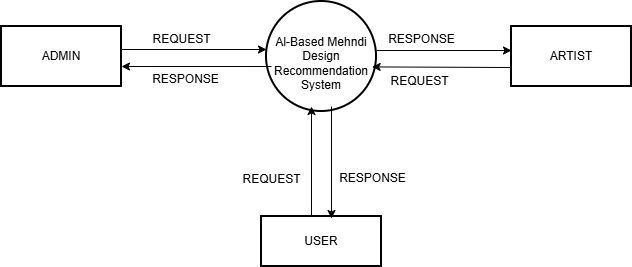 REQUEST
AI-Based Mehndi
Design
Recommendation
System
RESPONSE
ADMIN
ARTIST
RESPONSE
REQUEST
REQUEST
RESPONSE
USER